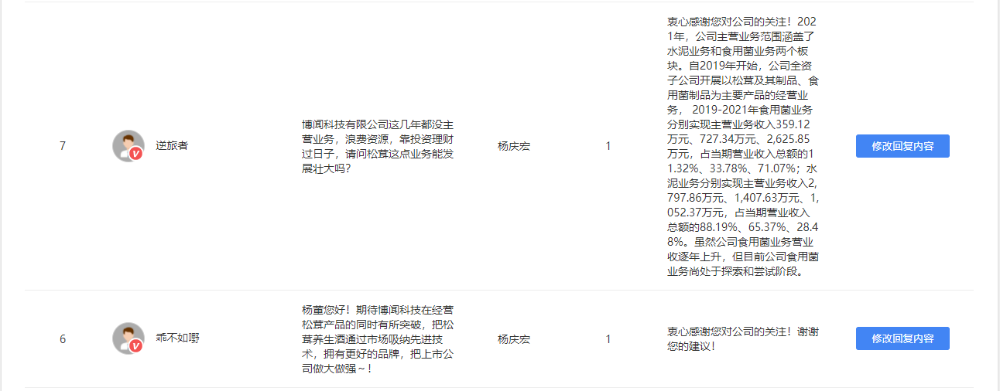 7
逆旅者
博闻科技有限公司这几年都没主
营业务，浪费资源，靠投资理财
过日子，请问松茸这点业务能发
展壮大吗？
杨庆宏
1
衷心感谢您对公司的关注！202
1年，公司主营业务范围涵盖了
水泥业务和食用菌业务两个板
块。自2019年开始，公司全资
子公司开展以松茸及其制品、食
用菌制品为主要产品的经营业
务， 2019-2021年食用菌业务
分别实现主营业务收入359.12
万元、727.34万元、2,625.85
万元，占当期营业收入总额的1
1.32%、33.78%、71.07%；水
泥业务分别实现主营业务收入2,
797.86万元、1,407.63万元、1,
052.37万元，占当期营业收入
总额的88.19%、65.37%、28.4
8%。虽然公司食用菌业务营业
收逐年上升，但目前公司食用菌
业务尚处于探索和尝试阶段。
修改回复内容
6
乖不如嘢
杨董您好！期待博闻科技在经营
松茸产品的同时有所突破，把松
茸养生酒通过市场吸纳先进技
术，拥有更好的品牌，把上市公
司做大做强～！
杨庆宏
1
衷心感谢您对公司的关注！谢谢
您的建议！
修改回复内容